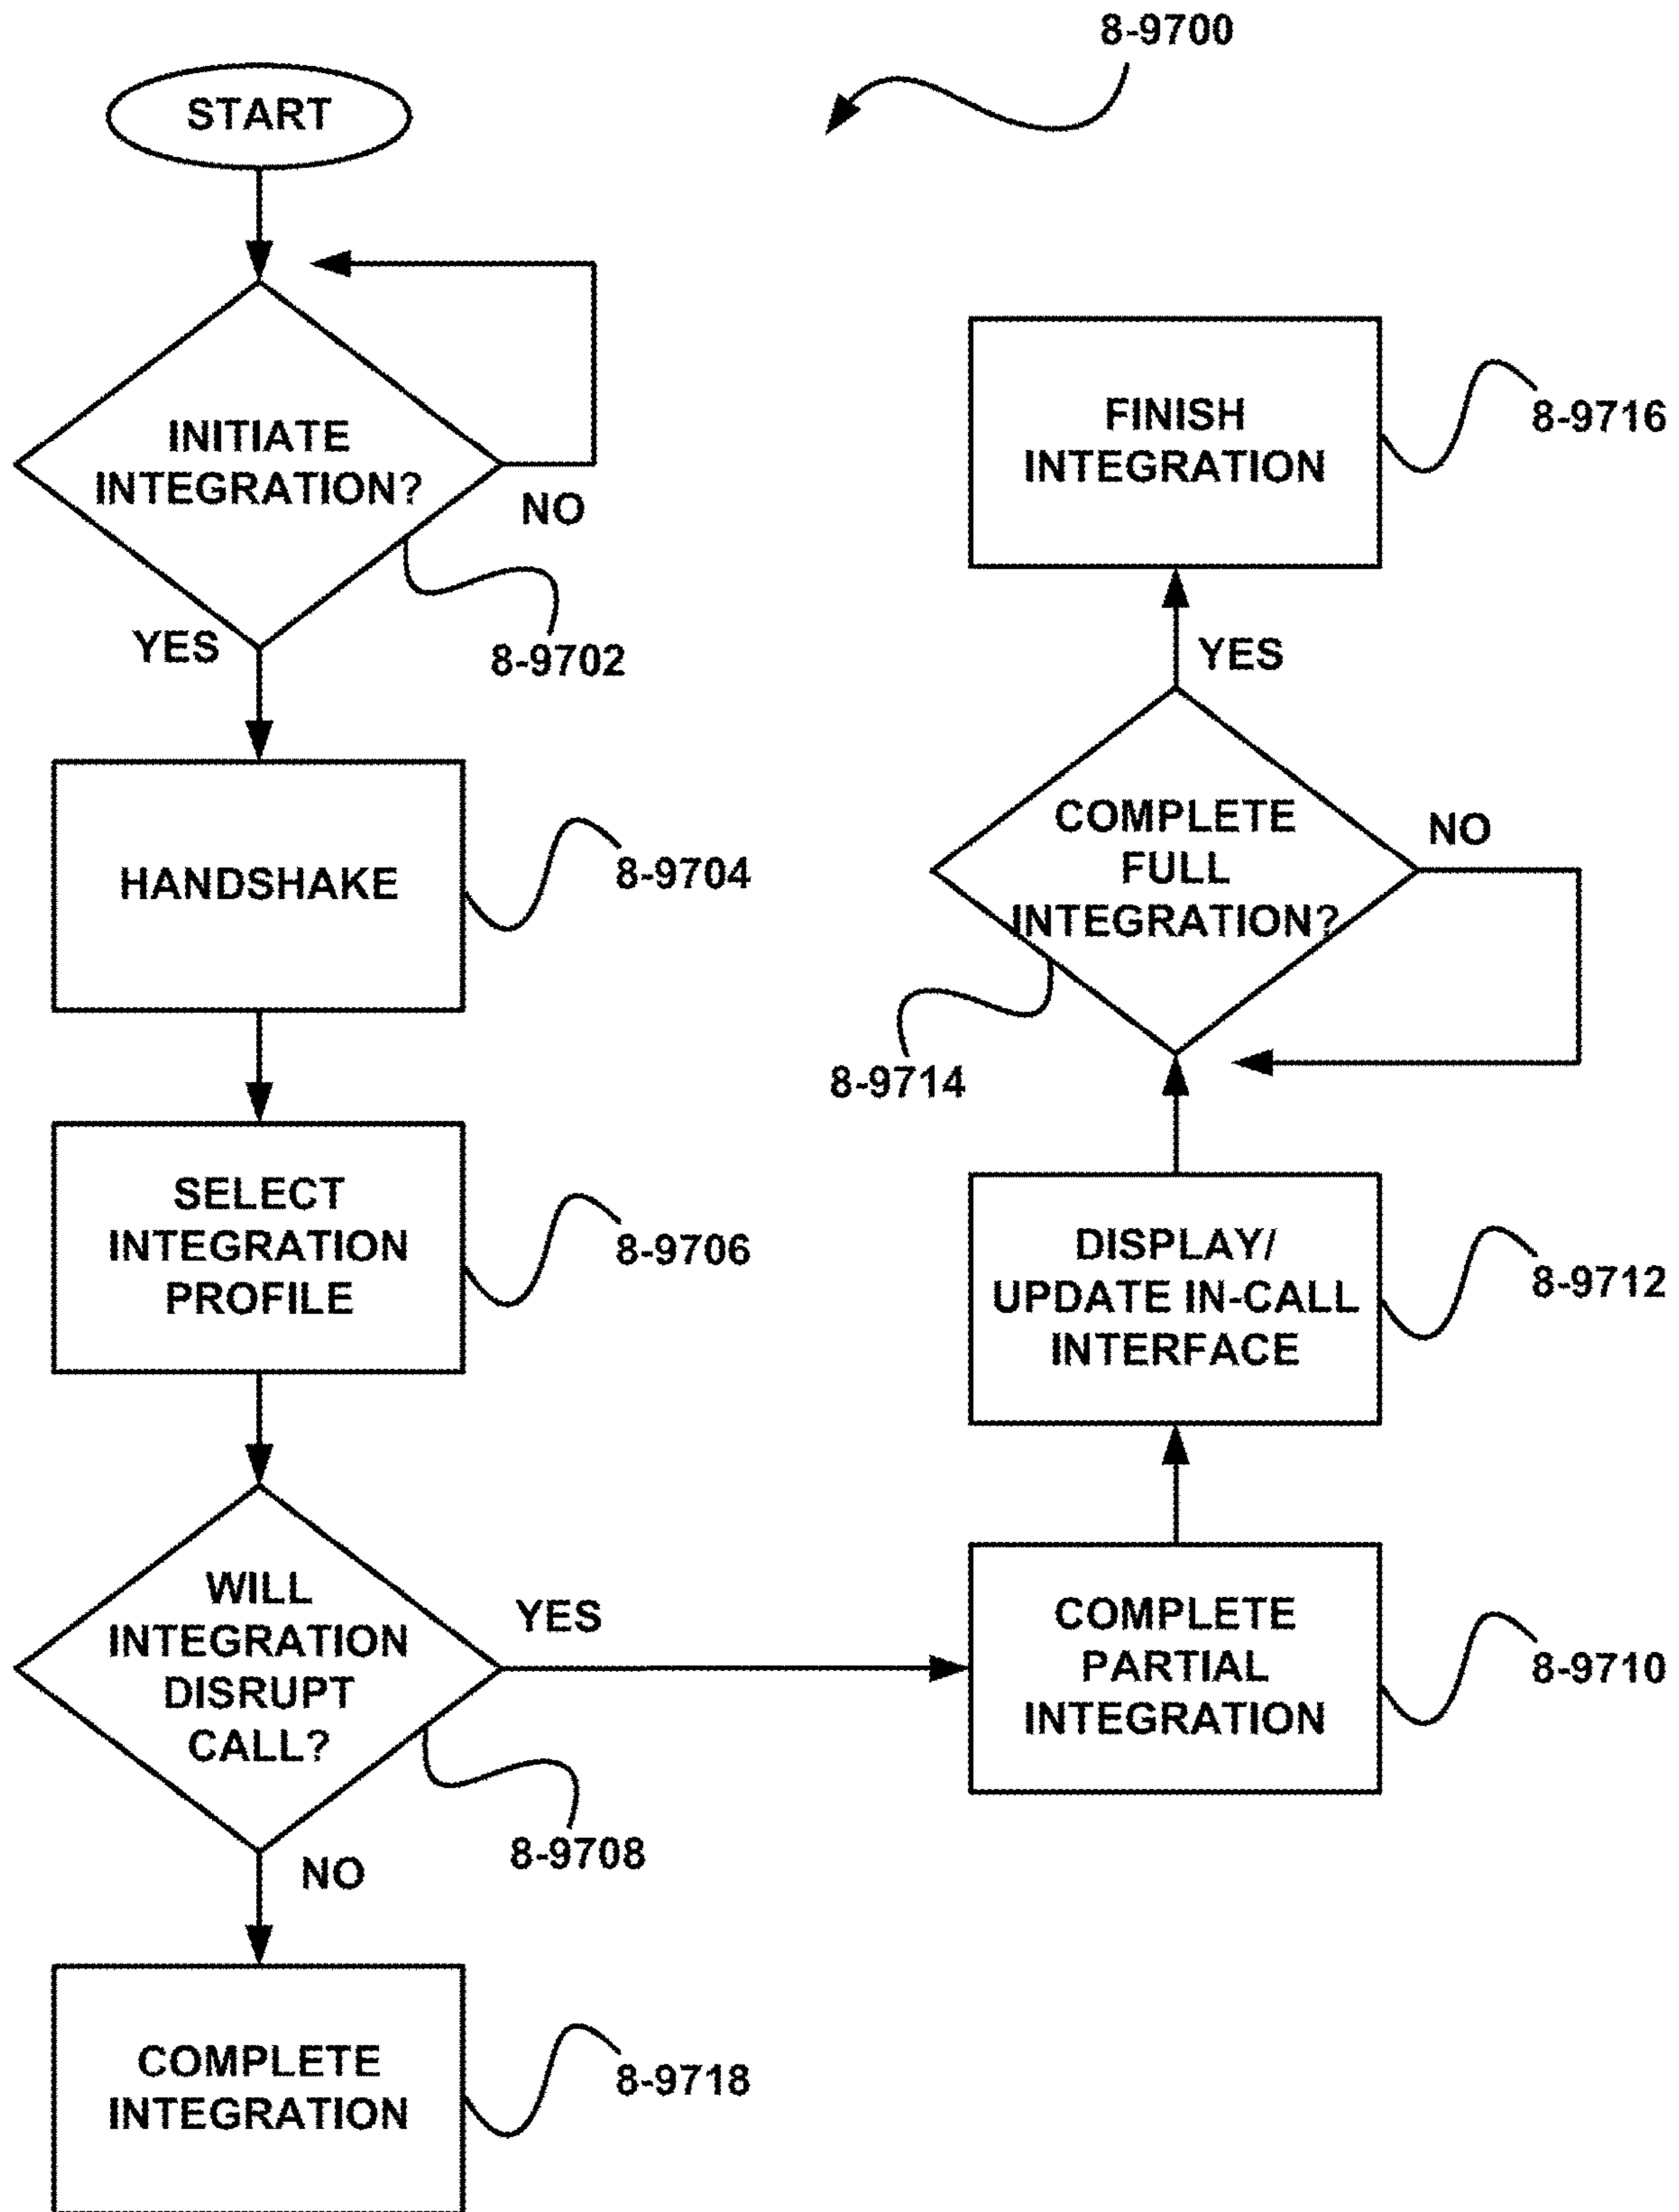 8-9700
START
INITIATE
INTEGRATION?
NO
YES
8-9702
HANDSHAKE
8-9704
SELECT
INTEGRATION
PROFILE
8-9706
WILL
INTEGRATION
DISRUPT
CALL?
YES
8-9708
NO
COMPLETE
INTEGRATION
8-9718
FINISH
INTEGRATION
8-9716
YES
COMPLETE
FULL
INTEGRATION?
NO
8-9714
DISPLAY/
UPDATE IN-CALL
INTERFACE
8-9712
COMPLETE
PARTIAL
INTEGRATION
8-9710